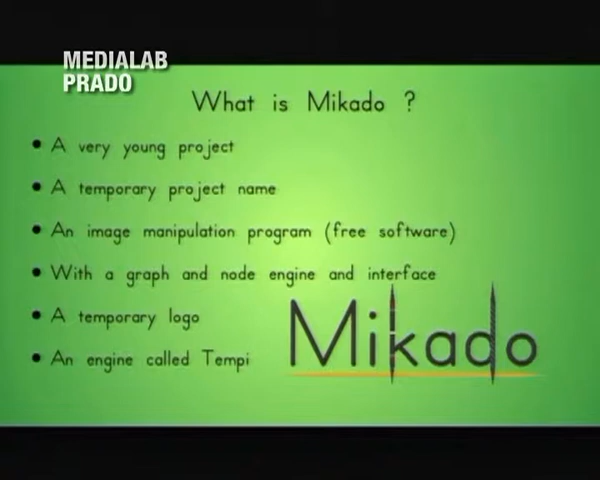 MEDIALAB
PRADO
What is Mikado ?
• A very young project
• A temporary project name
• An image manipulation program (free software)
• With a graph and node engine and interface
• A temporary logo
• An engine called Tempi
Mikado